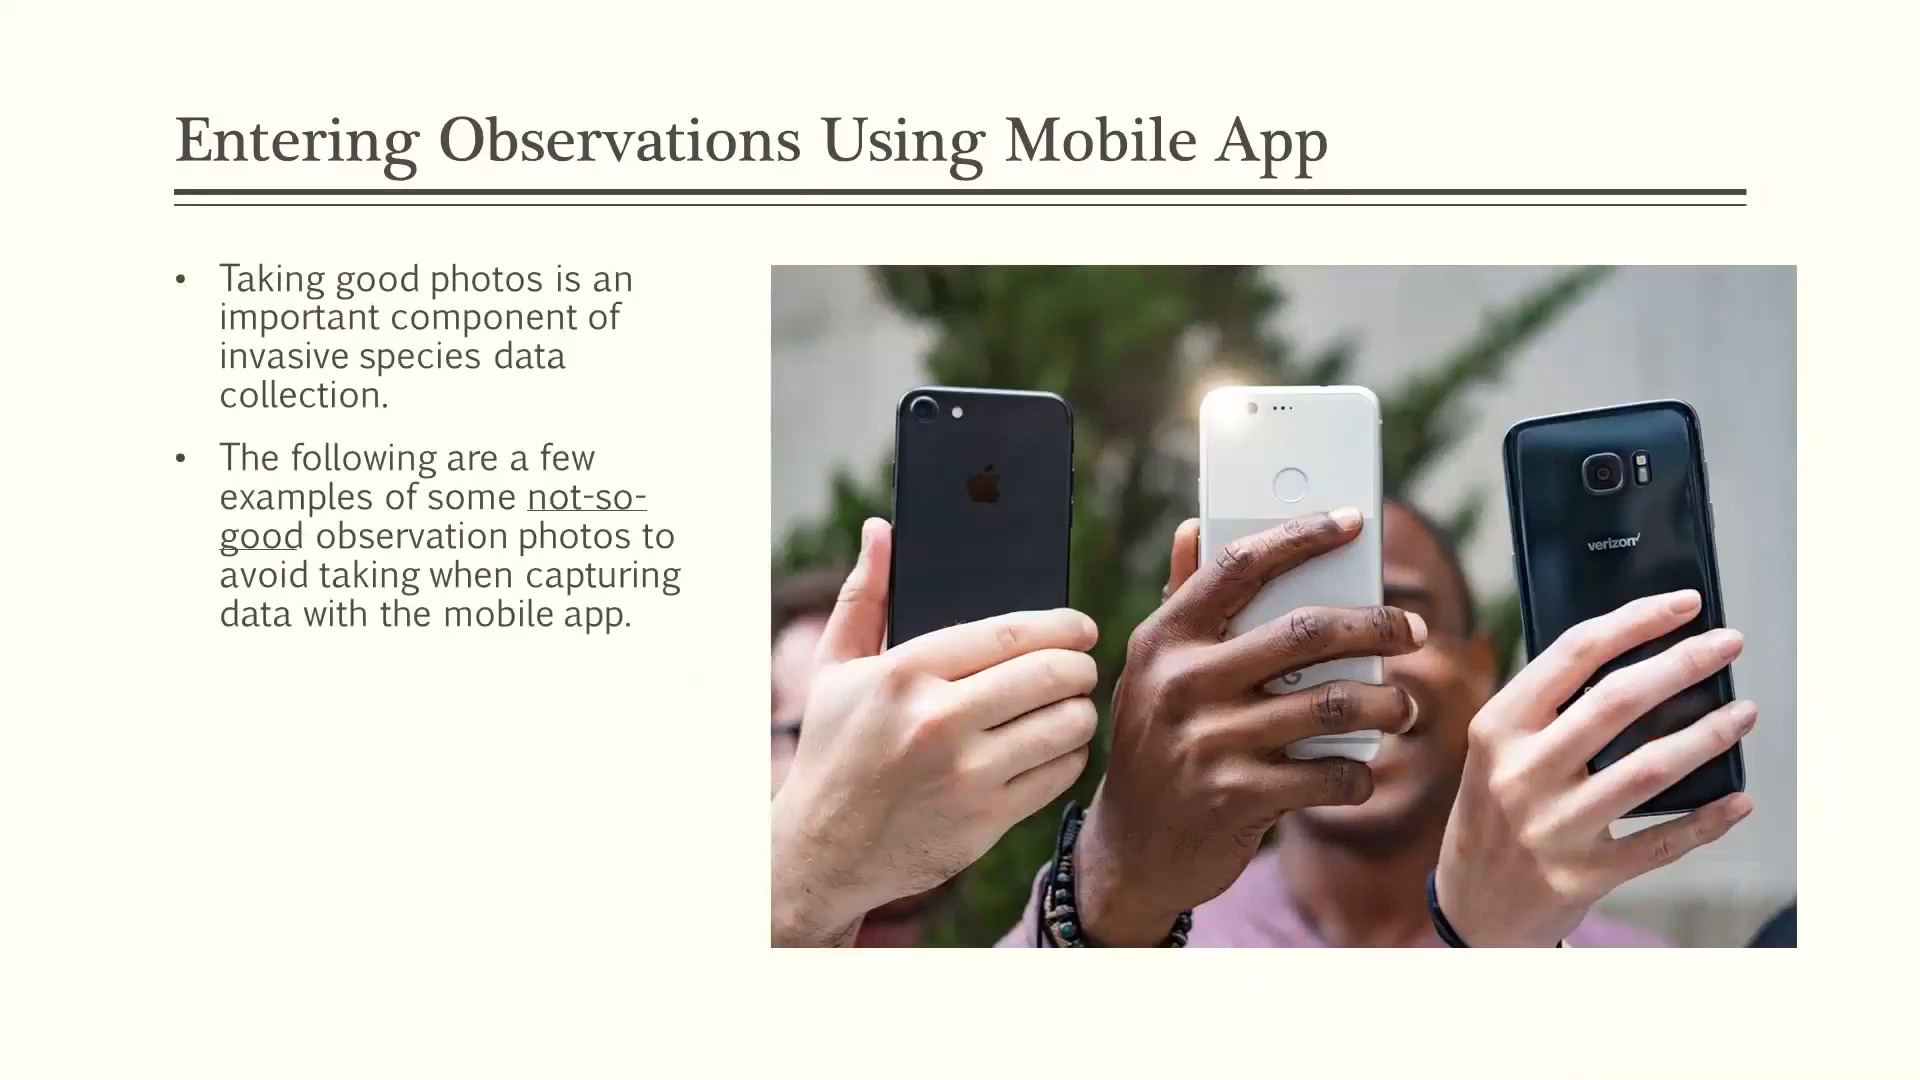 Entering Observations Using Mobile App
• Taking good photos is an
important component of
invasive species data
collection.
• The following are a few
examples of some not-so-
good observation photos to
avoid taking when capturing
data with the mobile app.
verizon
G